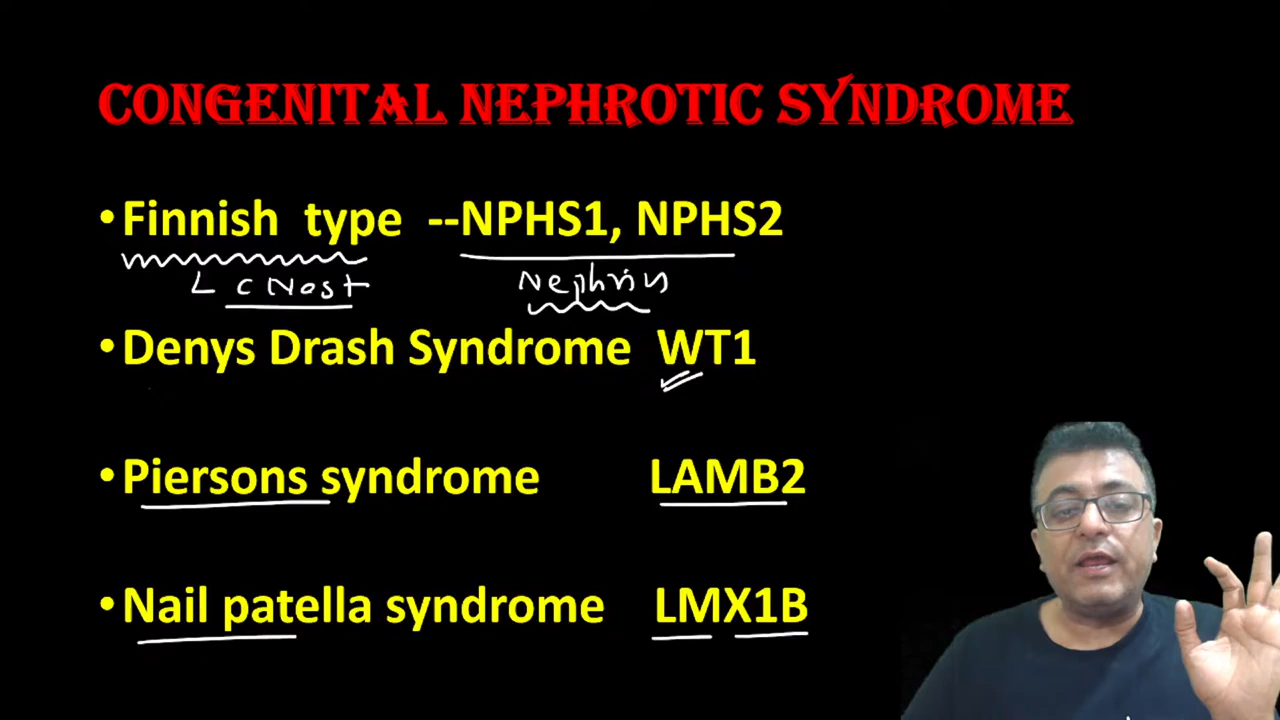 CONGENITAL NEPHROTIC SYNDROME
•Finnish type --NPHS1, NPHS2
L C Nost Nephrin
•Denys Drash Syndrome WT1
•Piersons syndrome LAMB2
•Nail patella syndrome LMX1B